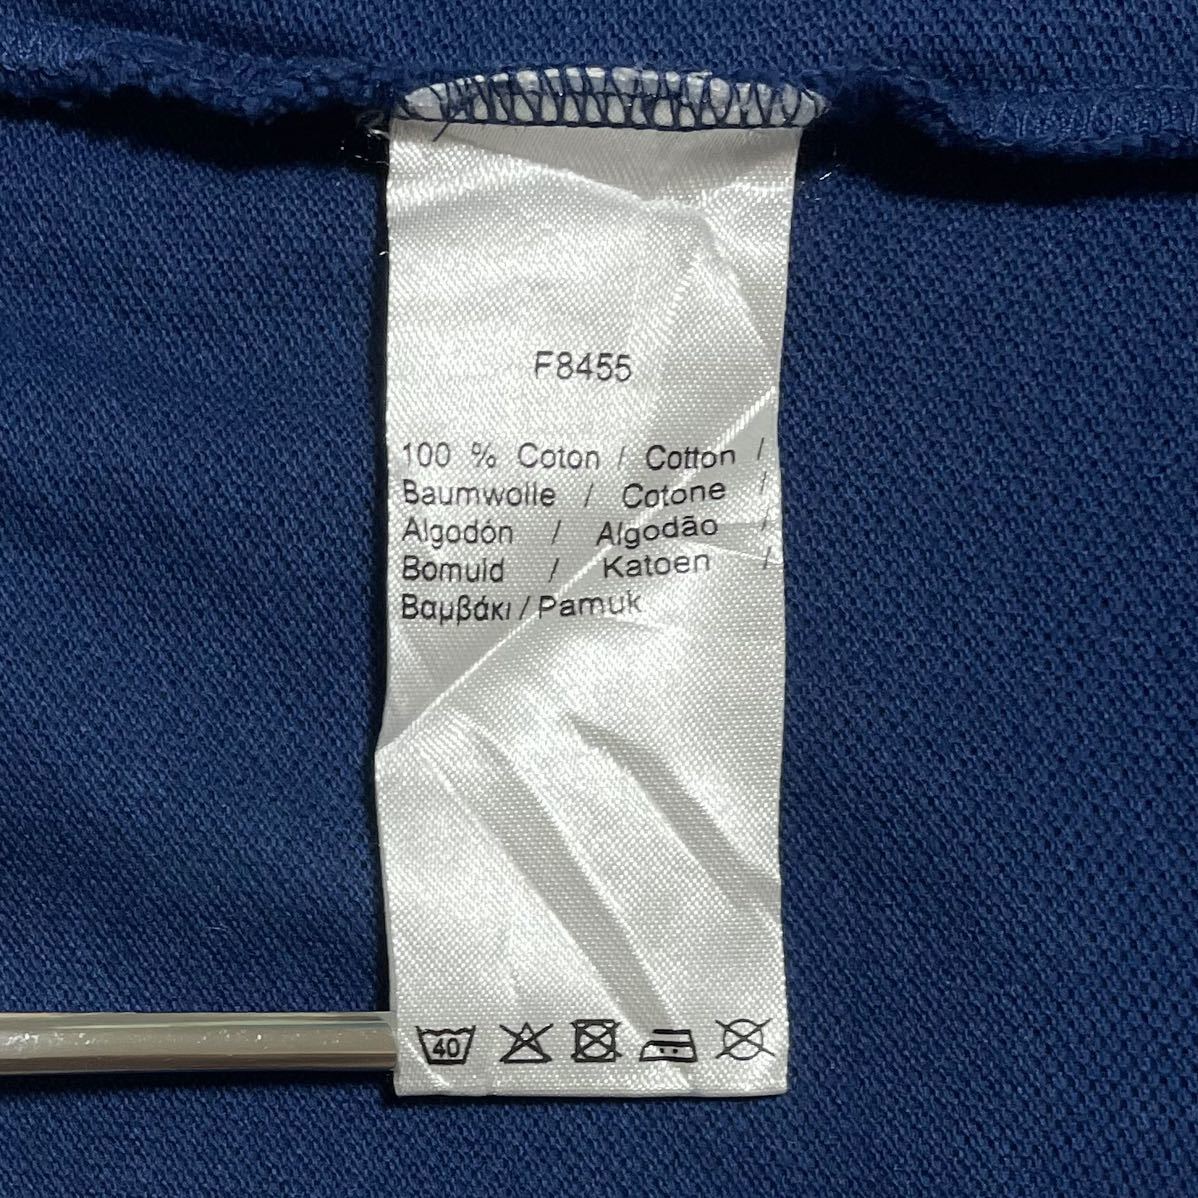 F8455
100 % Coton / Cotton /
Baumwolle / Cotone /
Algodón / Algodão /
Bomuld / Katoen /
Βαμβάκι / Pamuk
40